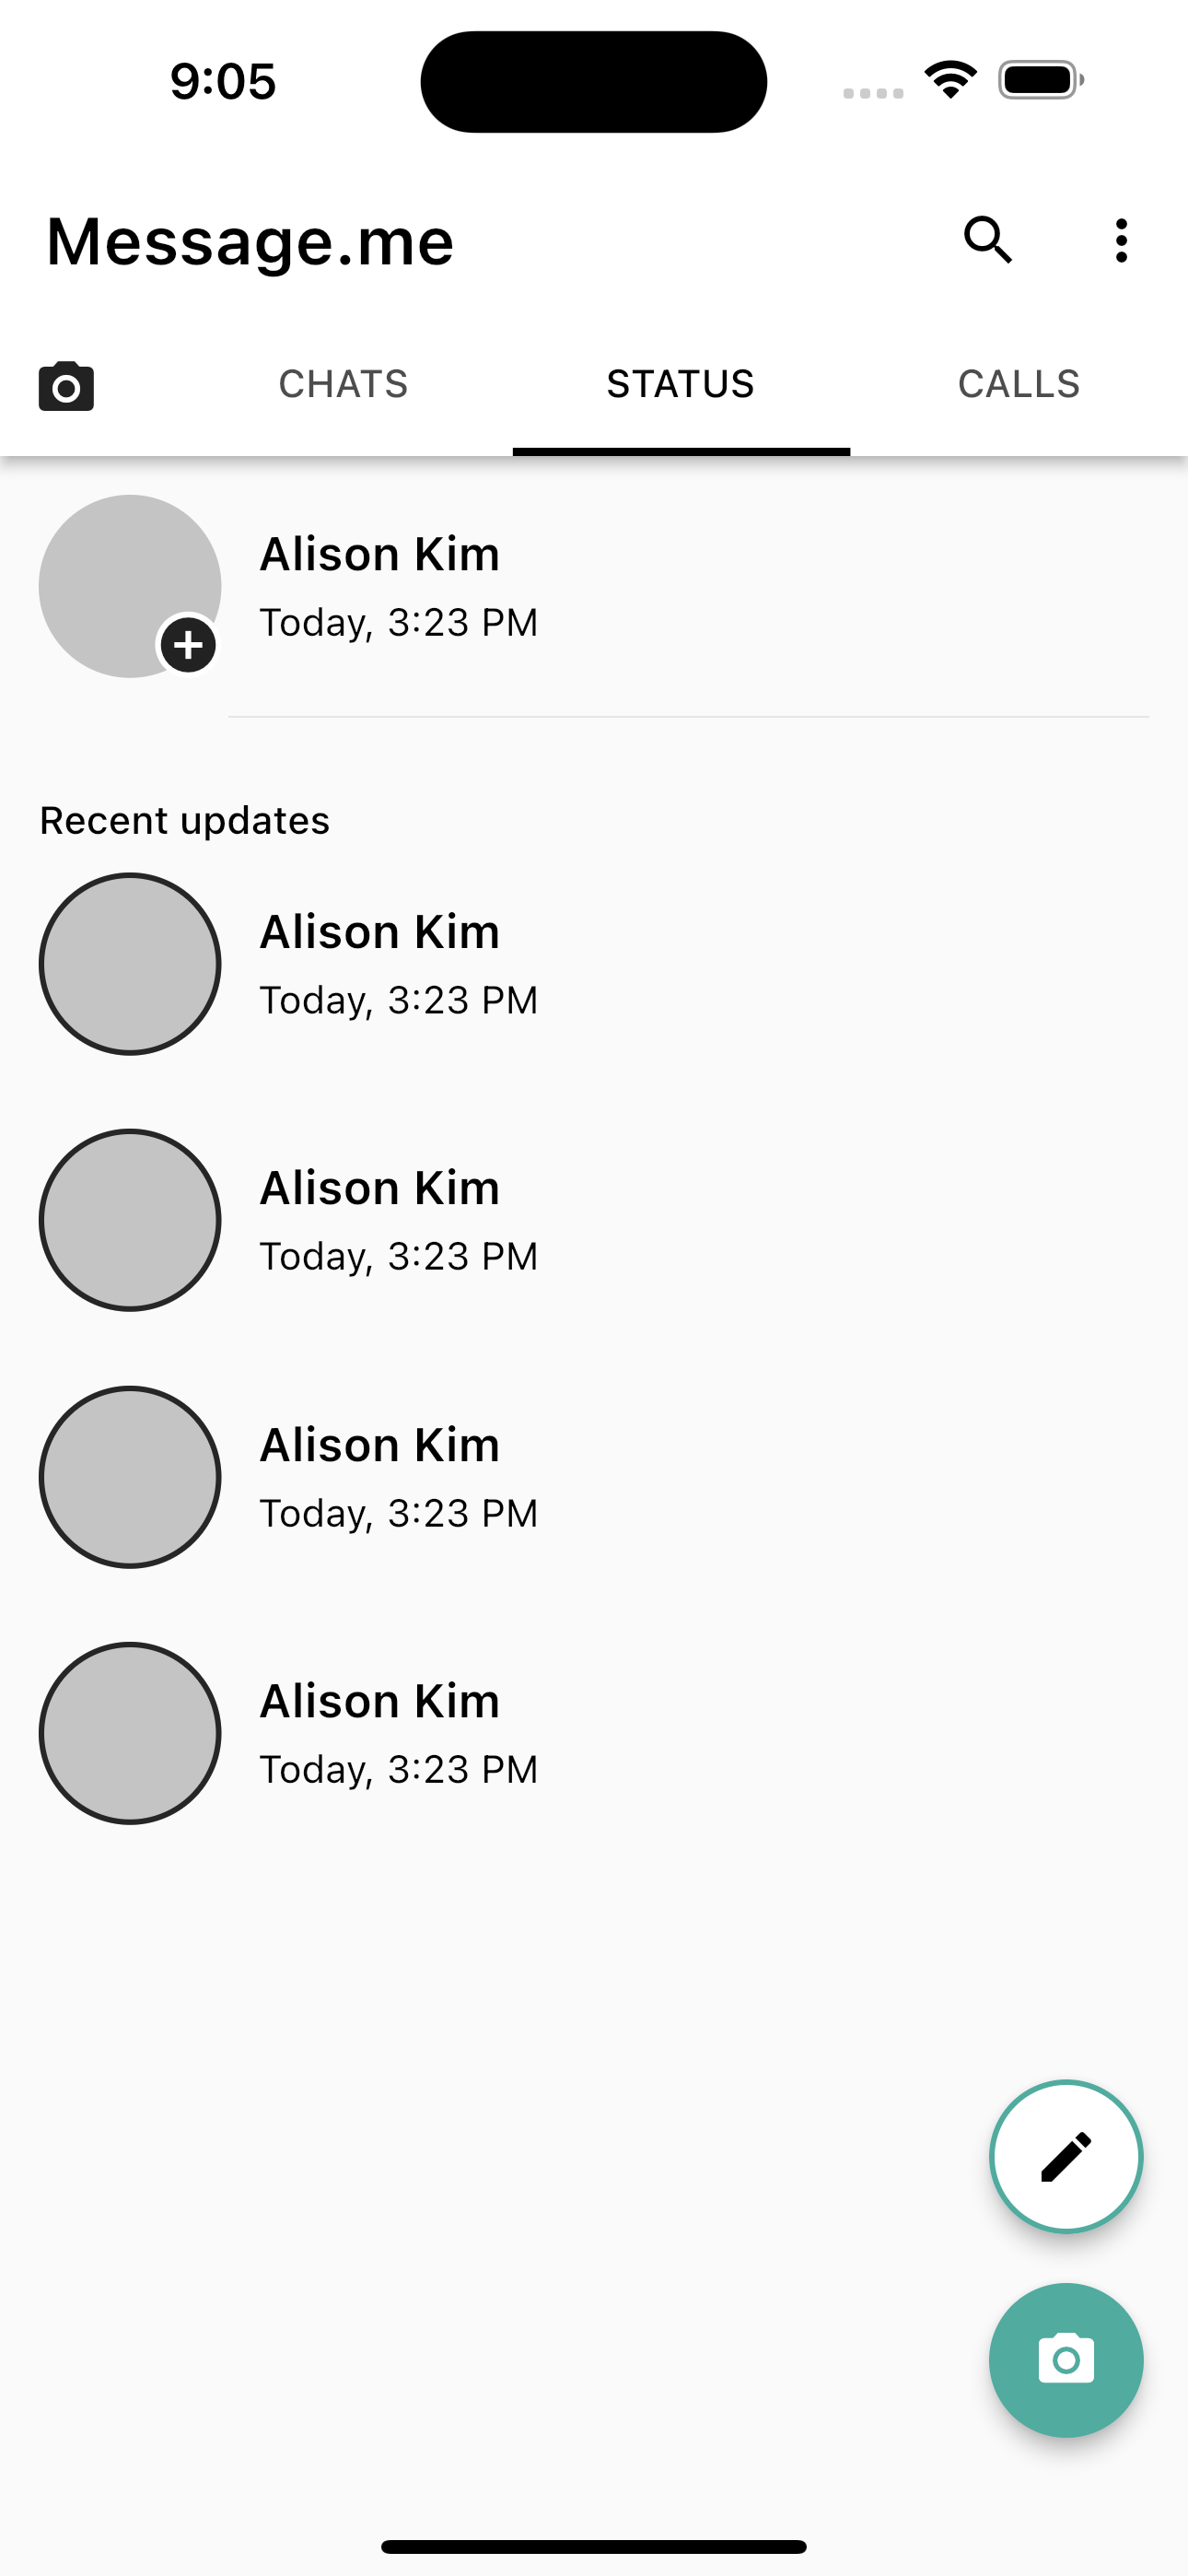 9:05
Message.me
CHATS STATUS CALLS
Alison Kim
Today, 3:23 PM
Recent updates
Alison Kim
Today, 3:23 PM
Alison Kim
Today, 3:23 PM
Alison Kim
Today, 3:23 PM
Alison Kim
Today, 3:23 PM